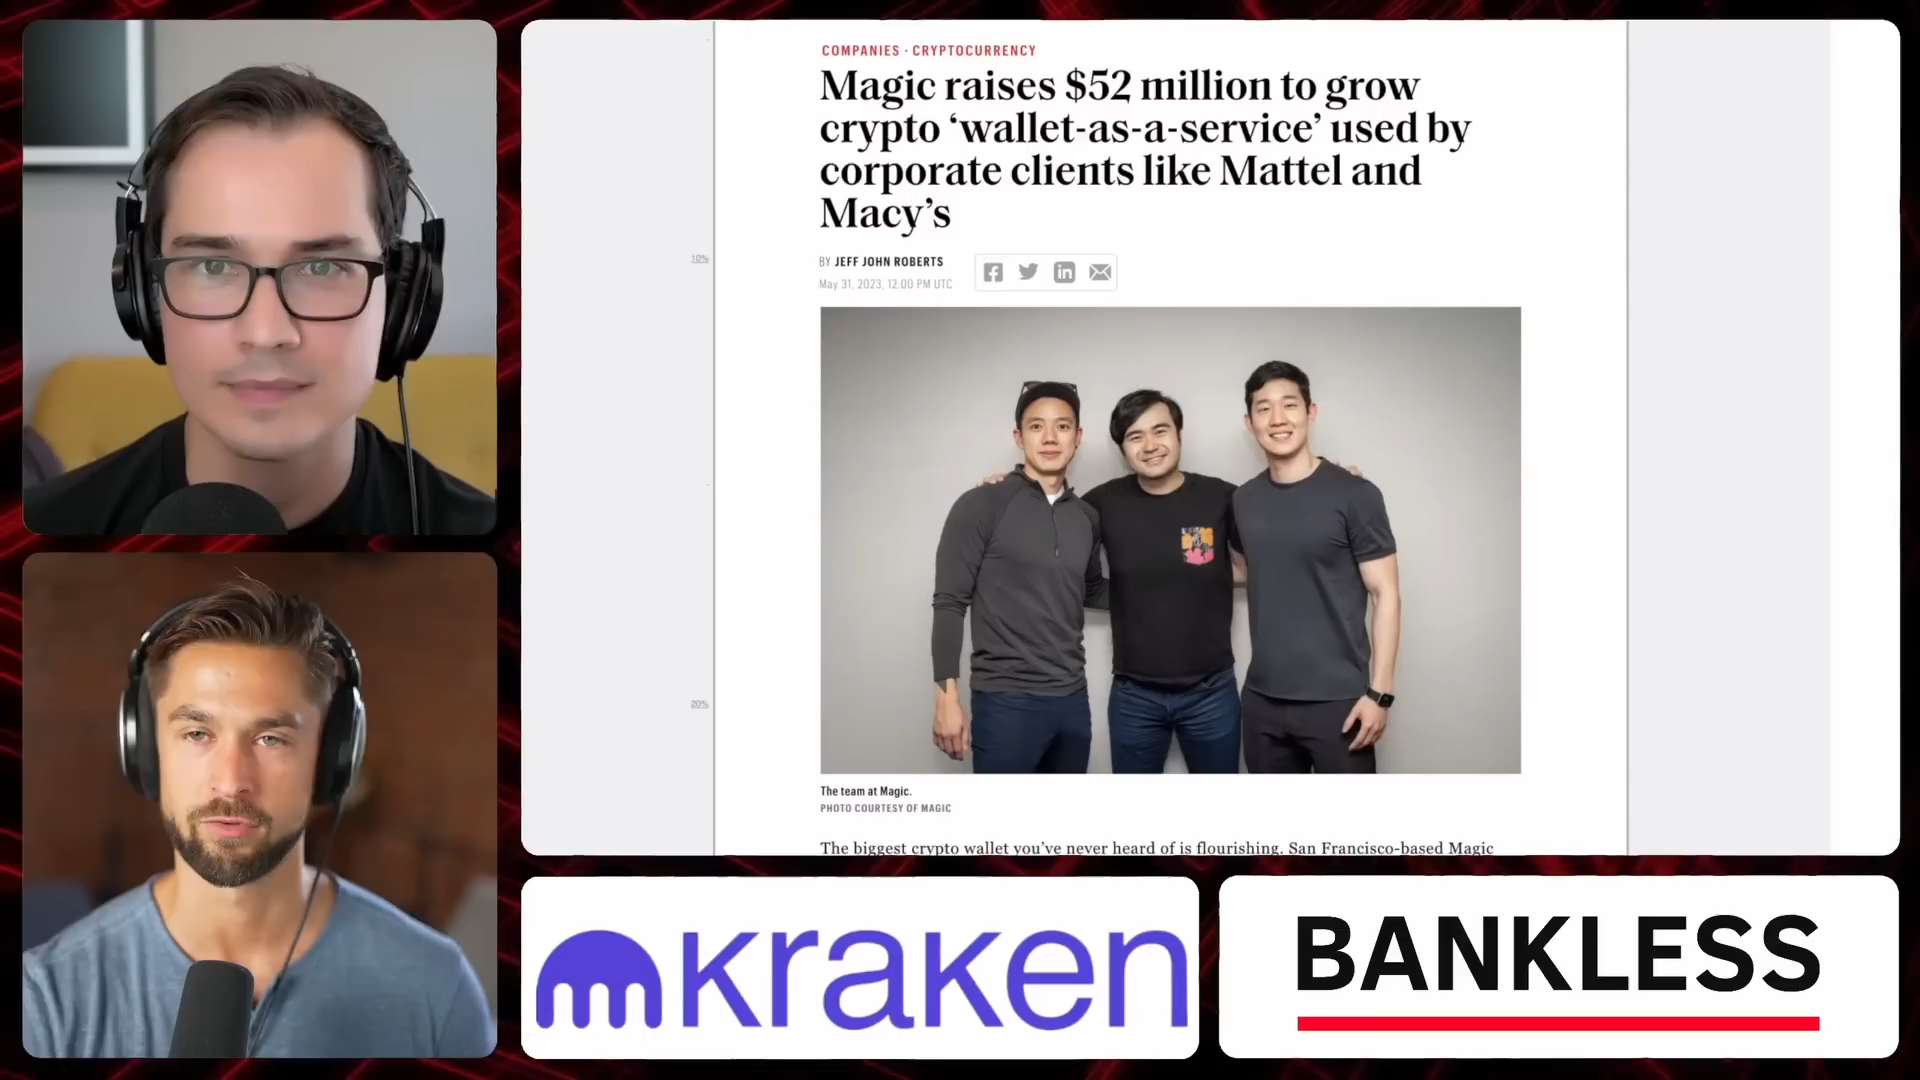 COMPANIES · CRYPTOCURRENCY
Magic raises $52 million to grow
crypto ‘wallet-as-a-service’ used by
corporate clients like Mattel and
Macy’s
BY JEFF JOHN ROBERTS
May 31, 2023, 12:00 PM UTC
10%
20%
The team at Magic.
PHOTO COURTESY OF MAGIC
The biggest crypto wallet you’ve never heard of is flourishing. San Francisco-based Magic
kraken
BANKLESS